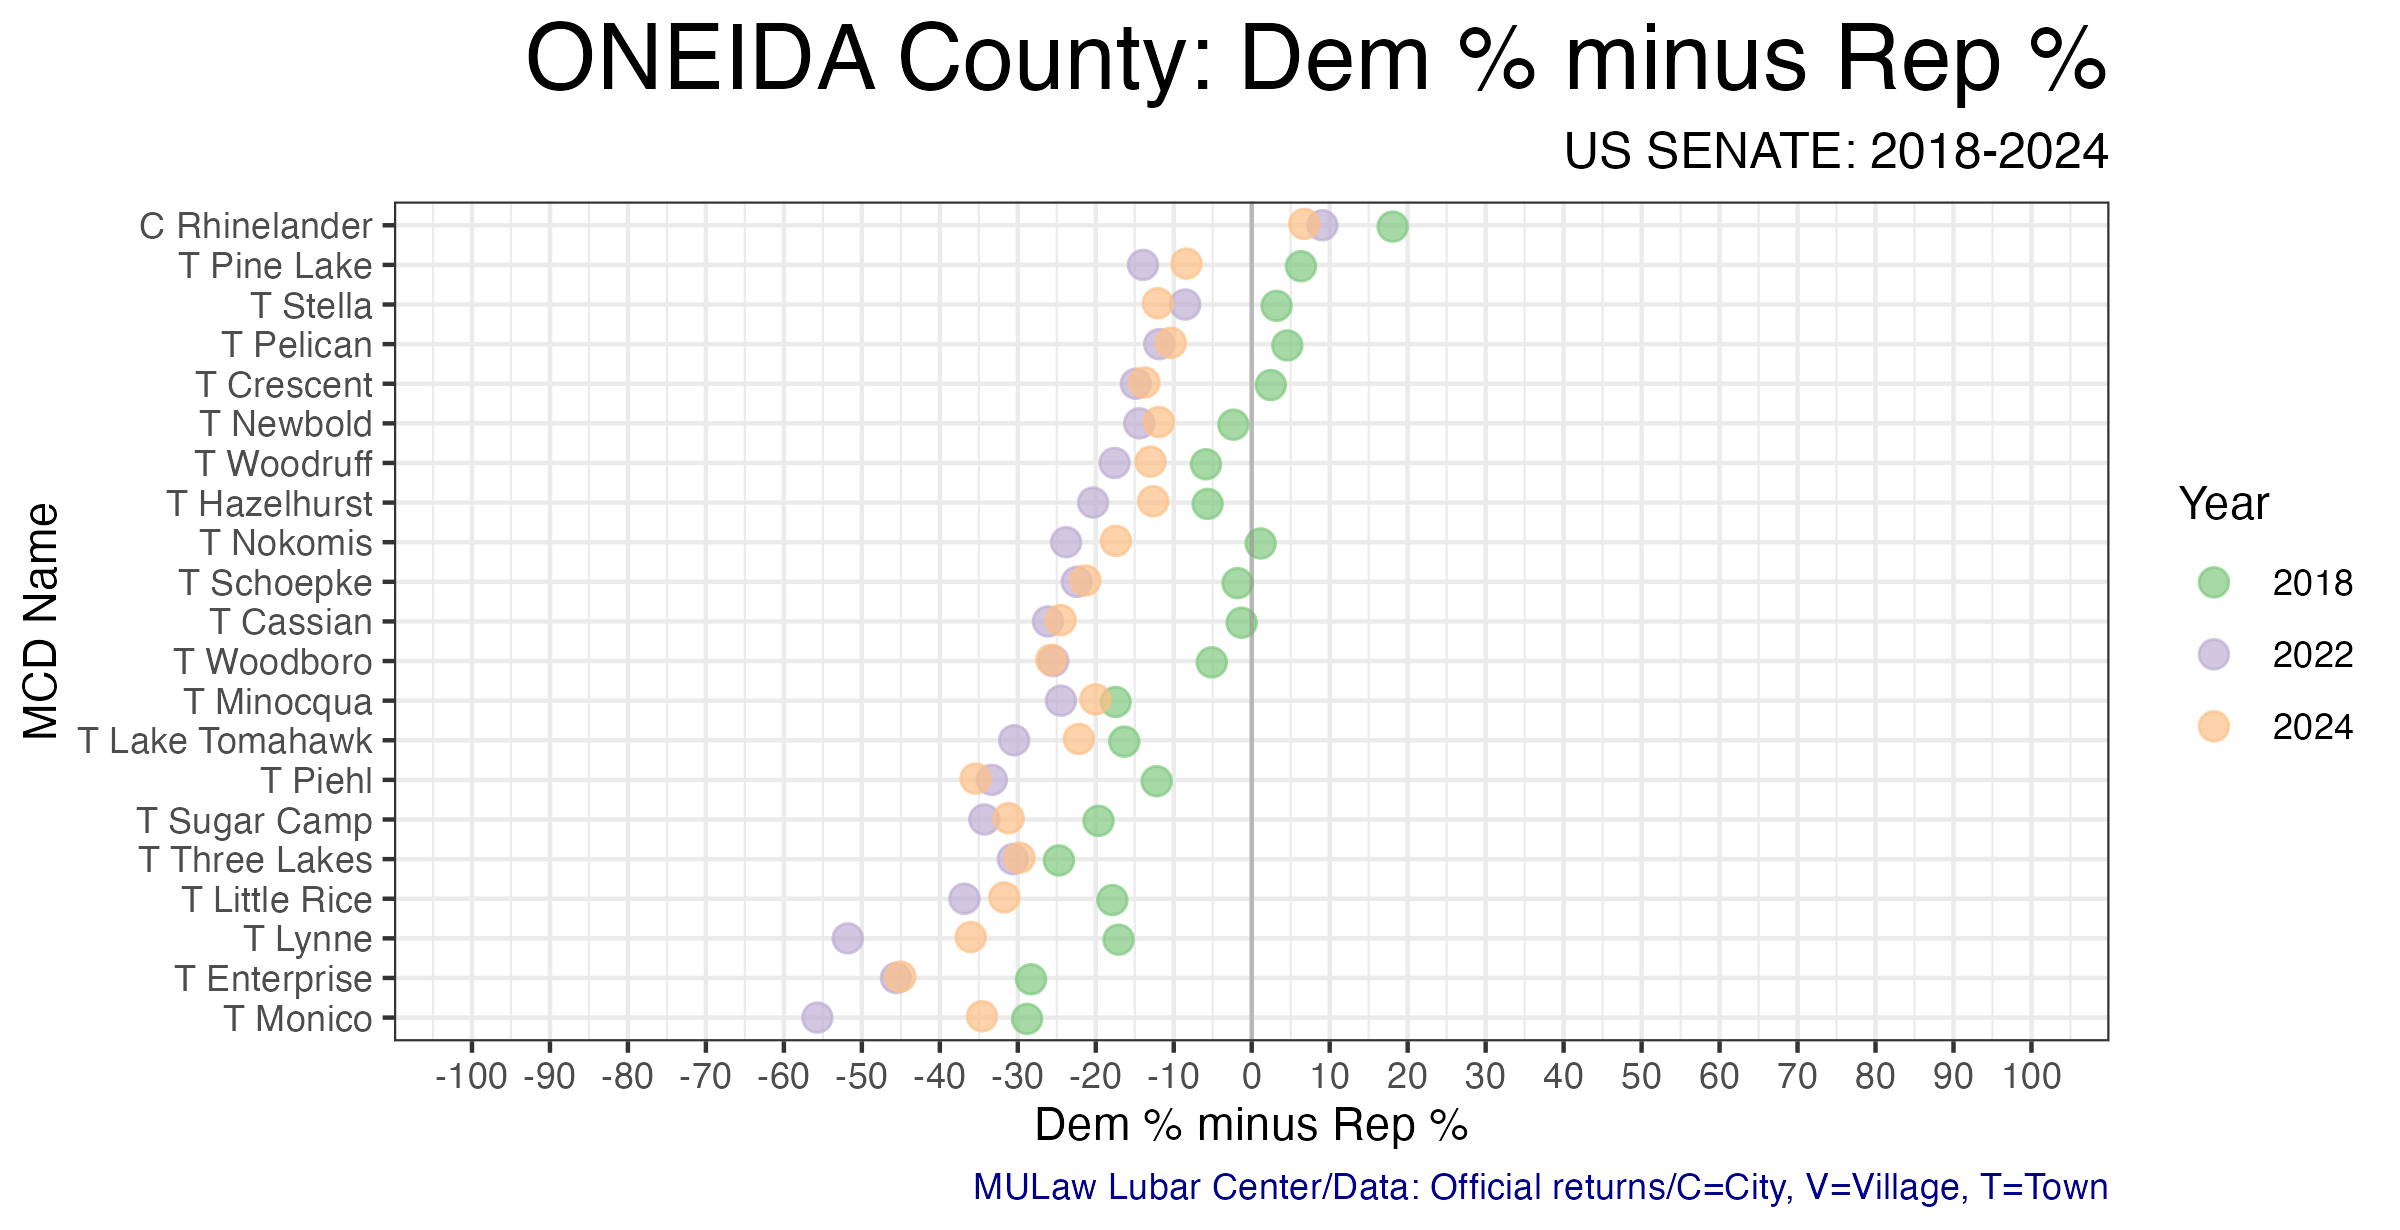 ONEIDA County: Dem % minus Rep %
US SENATE: 2018-2024
MCD Name
C Rhinelander
T Pine Lake
T Stella
T Pelican
T Crescent
T Newbold
T Woodruff
T Hazelhurst
T Nokomis
T Schoepke
T Cassian
T Woodboro
T Minocqua
T Lake Tomahawk
T Piehl
T Sugar Camp
T Three Lakes
T Little Rice
T Lynne
T Enterprise
T Monico
-100 -90 -80 -70 -60 -50 -40 -30 -20 -10 0 10 20 30 40 50 60 70 80 90 100
Dem % minus Rep %
Year
2018
2022
2024
MULaw Lubar Center/Data: Official returns/C=City, V=Village, T=Town